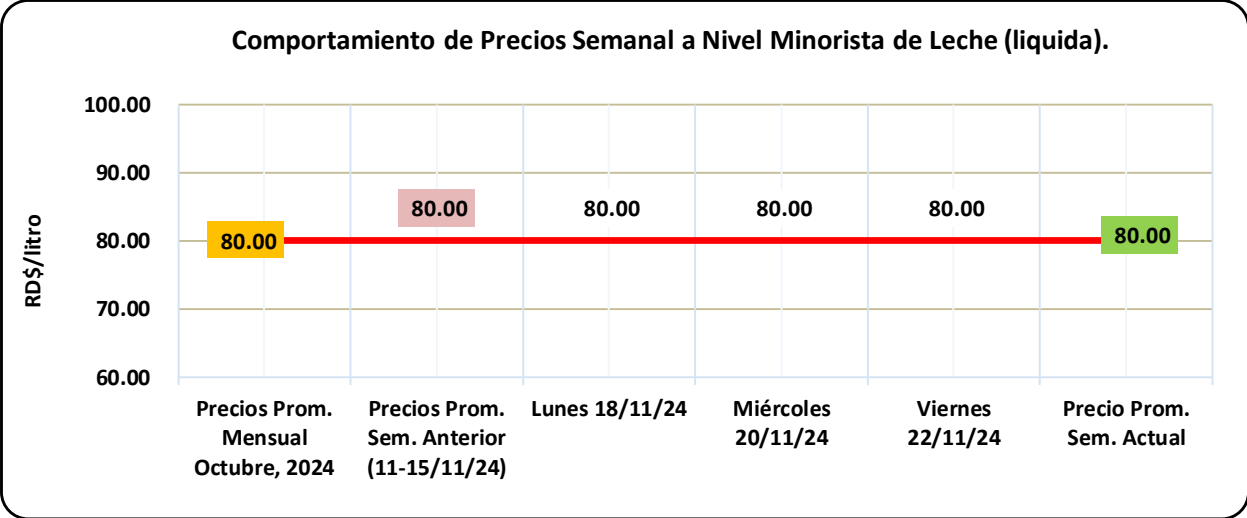 Comportamiento de Precios Semanal a Nivel Minorista de Leche (liquida).
RD$/litro
100.00
90.00
80.00
70.00
60.00
80.00
80.00
80.00
80.00
80.00
80.00
Precios Prom.
Mensual
Octubre, 2024
Precios Prom.
Sem. Anterior
(11-15/11/24)
Lunes 18/11/24
Miércoles
20/11/24
Viernes
22/11/24
Precio Prom.
Sem. Actual